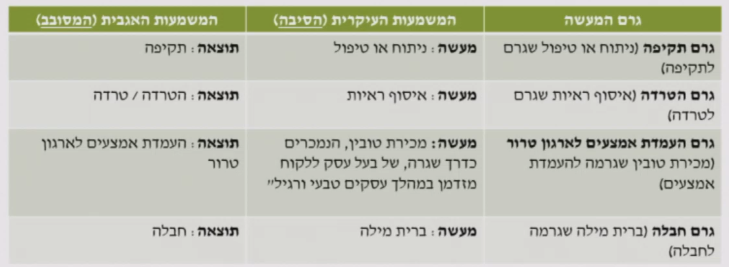 גרם המעשה
המשמעות העיקרית (הסיבה)
המשמעות האגבית (המסובב)
גרם תקיפה (ניתוח או טיפול שגרם
לתקיפה)
מעשה: ניתוח או טיפול
תוצאה: תקיפה
גרם הטרדה (איסוף ראיות שגרם
לטרדה)
מעשה: איסוף ראיות
תוצאה: הטרדה / טרדה
גרם העמדת אמצעים לארגון טרור
(מכירת טובין שגרמה להעמדת
אמצעים)
מעשה: מכירת טובין, הנמכרים
כדרך שגרה, של בעל עסק ללקוח
מזדמן במהלך עסקים טבעי ורגיל"
תוצאה: העמדת אמצעים לארגון
טרור
גרם חבלה (ברית מילה שגרמה
לחבלה)
מעשה: ברית מילה
תוצאה: חבלה